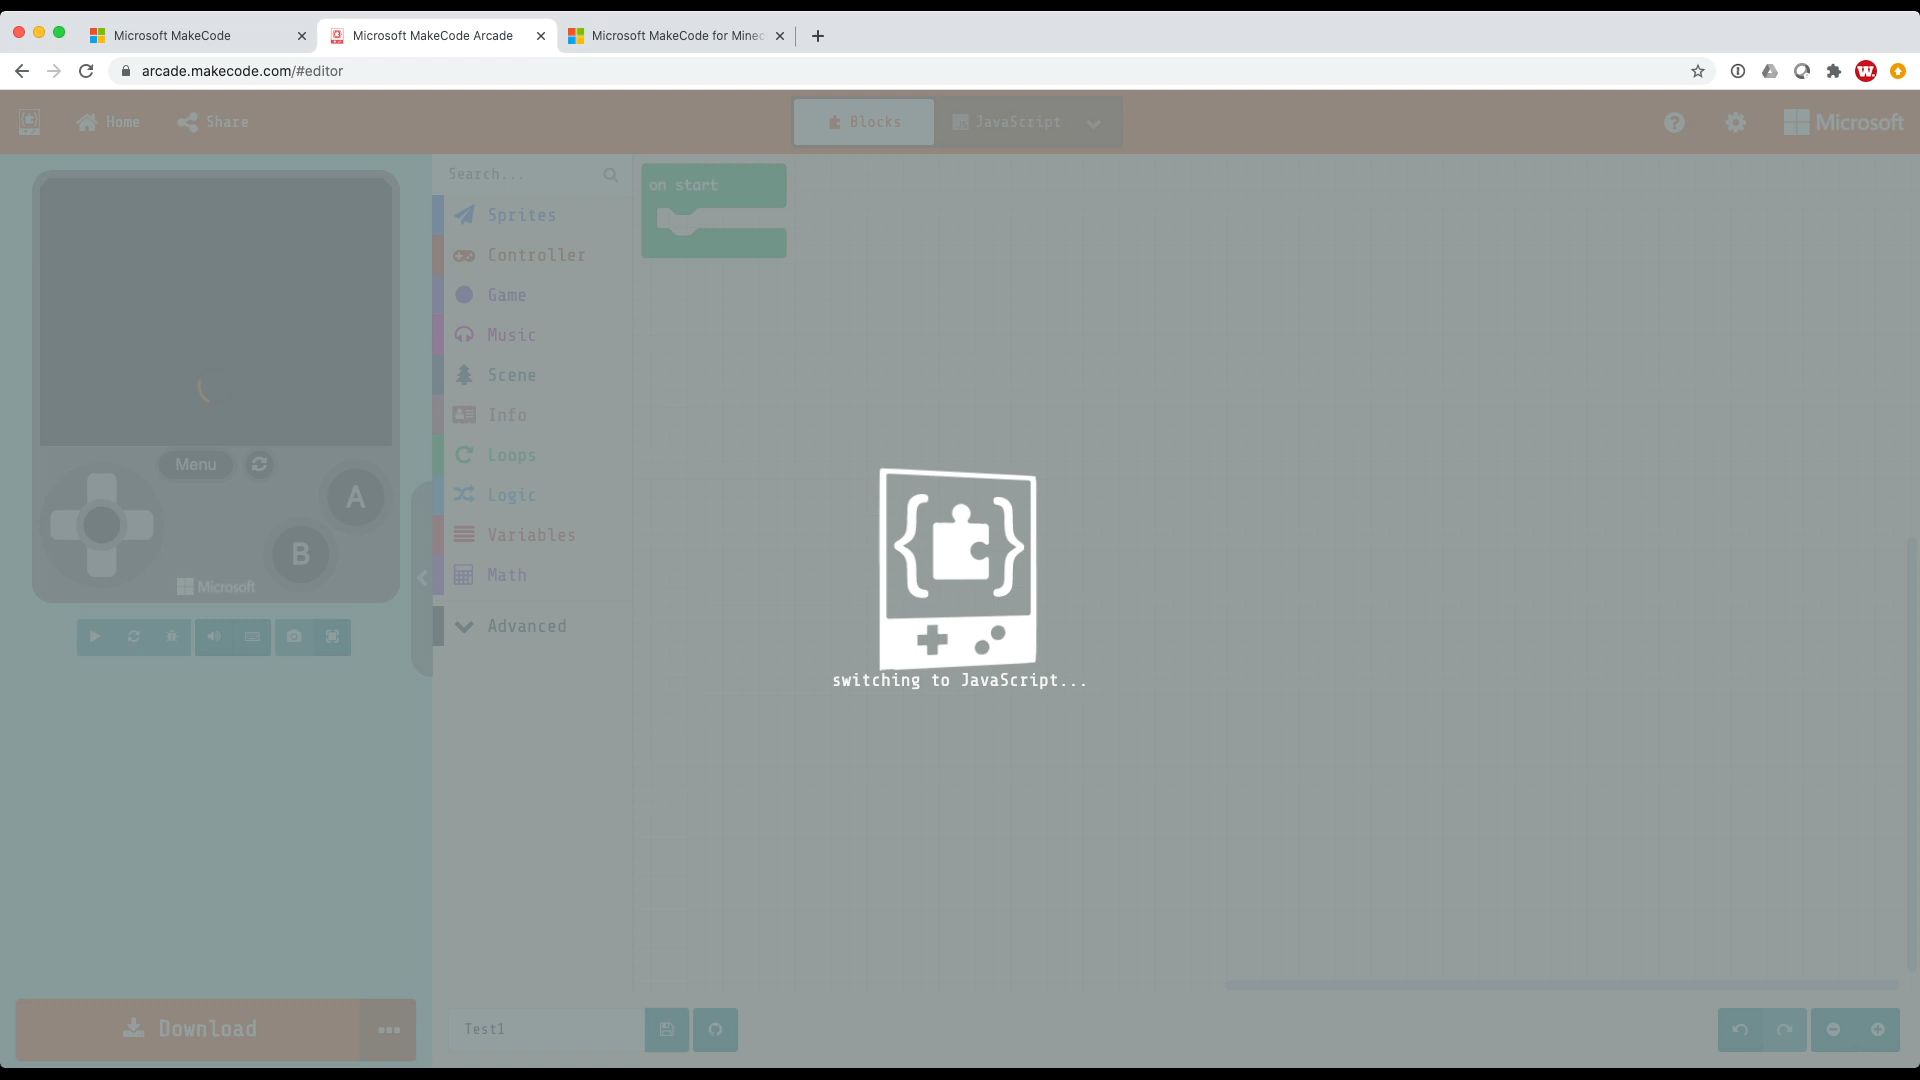 Microsoft MakeCode
Microsoft MakeCode Arcade
Microsoft MakeCode for Minec
arcade.makecode.com/#editor
Home
Share
Blocks
JS JavaScript
Microsoft
Search...
on start
Sprites
Controller
Game
Music
Scene
Info
Loops
Logic
Variables
Math
Advanced
Menu
A
B
Microsoft
switching to JavaScript...
Download
Test1